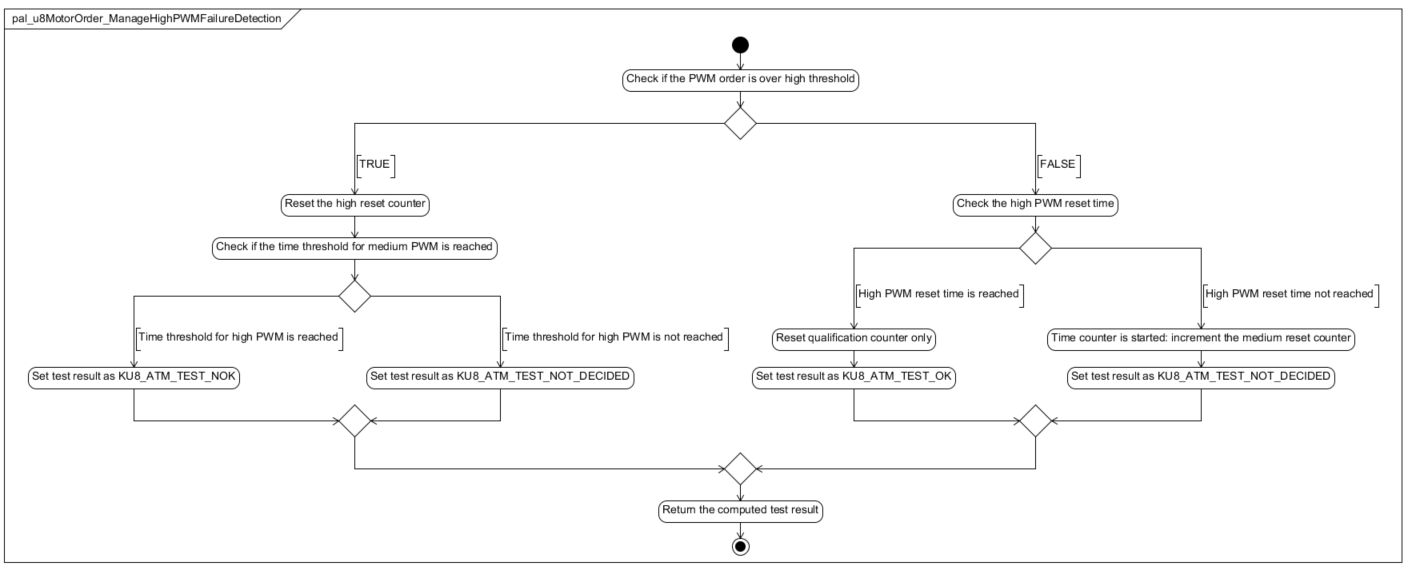 pal_u8MotorOrder_ManageHighPWMFailureDetection
Check if the PWM order is over high threshold
[TRUE]
[FALSE]
Reset the high reset counter
Check the high PWM reset time
Check if the time threshold for medium PWM is reached
[High PWM reset time is reached]
[High PWM reset time not reached]
[Time threshold for high PWM is reached]
[Time threshold for high PWM is not reached]
Reset qualification counter only
Time counter is started: increment the medium reset counter
Set test result as KU8_ATM_TEST_NOK
Set test result as KU8_ATM_TEST_NOT_DECIDED
Set test result as KU8_ATM_TEST_OK
Set test result as KU8_ATM_TEST_NOT_DECIDED
Return the computed test result